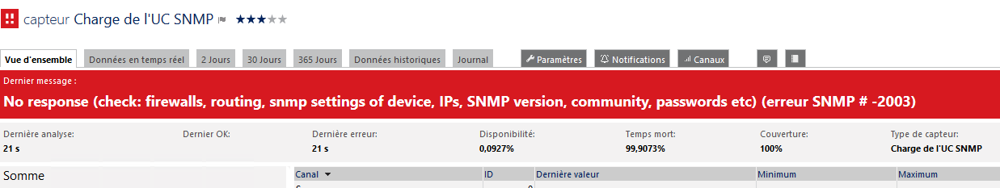 capteur Charge de l'UC SNMP
Vue d'ensemble Données en temps réel 2 Jours 30 Jours 365 Jours Données historiques Journal Paramètres Notifications Canaux
Dernier message :
No response (check: firewalls, routing, snmp settings of device, IPs, SNMP version, community, passwords etc) (erreur SNMP # -2003)
Dernière analyse: Dernier OK: Dernière erreur: Disponibilité: Temps mort: Couverture: Type de capteur:
21 s 21 s 0,0927% 99,9073% 100% Charge de l'UC SNMP
Somme Canal ID Dernière valeur Minimum Maximum